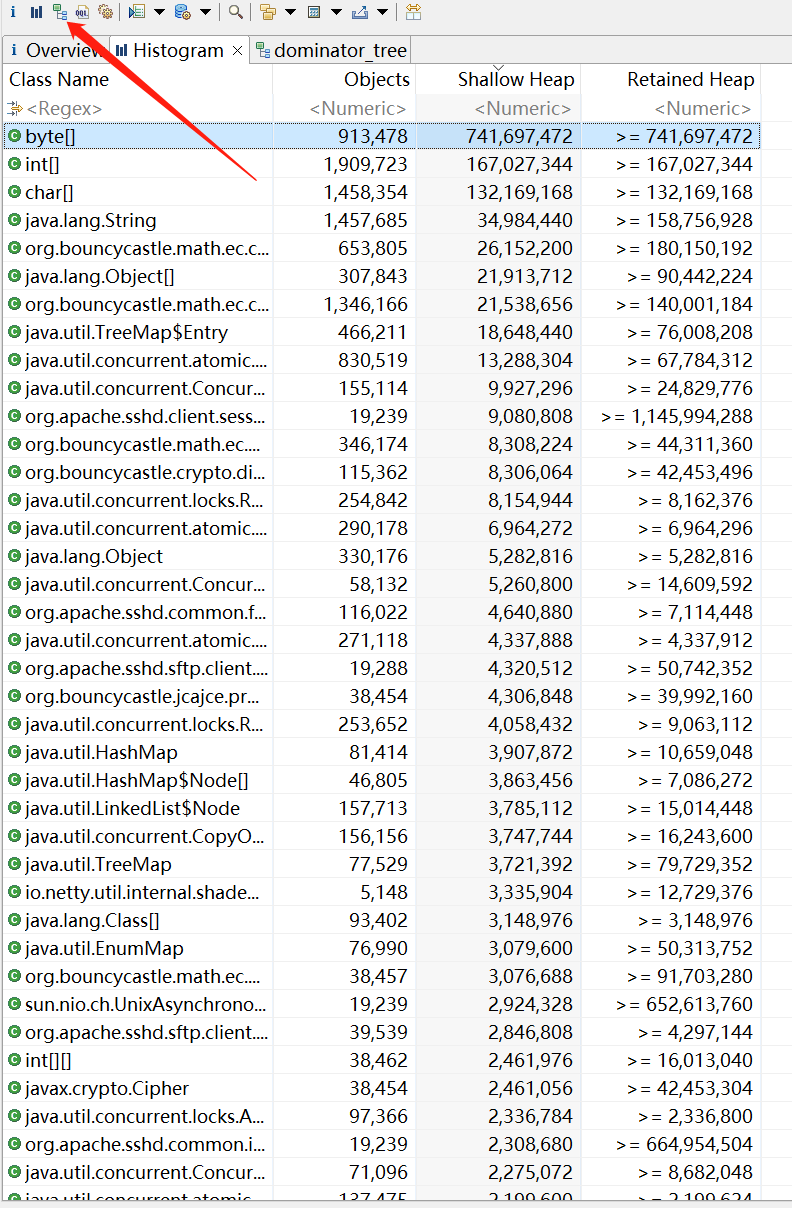 i OQL
i Overview Histogram dominator_tree
Class Name Objects Shallow Heap Retained Heap
<Regex> <Numeric> <Numeric> <Numeric>
byte[] 913,478 741,697,472 >= 741,697,472
int[] 1,909,723 167,027,344 >= 167,027,344
char[] 1,458,354 132,169,168 >= 132,169,168
java.lang.String 1,457,685 34,984,440 >= 158,756,928
org.bouncycastle.math.ec.c... 653,805 26,152,200 >= 180,150,192
java.lang.Object[] 307,843 21,913,712 >= 90,442,224
org.bouncycastle.math.ec.c... 1,346,166 21,538,656 >= 140,001,184
java.util.TreeMap$Entry 466,211 18,648,440 >= 76,008,208
java.util.concurrent.atomic.... 830,519 13,288,304 >= 67,784,312
java.util.concurrent.Concur... 155,114 9,927,296 >= 24,829,776
org.apache.sshd.client.sess... 19,239 9,080,808 >= 1,145,994,288
org.bouncycastle.math.ec.... 346,174 8,308,224 >= 44,311,360
org.bouncycastle.crypto.di... 115,362 8,306,064 >= 42,453,496
java.util.concurrent.locks.R... 254,842 8,154,944 >= 8,162,376
java.util.concurrent.atomic.... 290,178 6,964,272 >= 6,964,296
java.lang.Object 330,176 5,282,816 >= 5,282,816
java.util.concurrent.Concur... 58,132 5,260,800 >= 14,609,592
org.apache.sshd.common.f... 116,022 4,640,880 >= 7,114,448
java.util.concurrent.atomic.... 271,118 4,337,888 >= 4,337,912
org.apache.sshd.sftp.client.... 19,288 4,320,512 >= 50,742,352
org.bouncycastle.jcajce.pr... 38,454 4,306,848 >= 39,992,160
java.util.concurrent.locks.R... 253,652 4,058,432 >= 9,063,112
java.util.HashMap 81,414 3,907,872 >= 10,659,048
java.util.HashMap$Node[] 46,805 3,863,456 >= 7,086,272
java.util.LinkedList$Node 157,713 3,785,112 >= 15,014,448
java.util.concurrent.CopyO... 156,156 3,747,744 >= 16,243,600
java.util.TreeMap 77,529 3,721,392 >= 79,729,352
io.netty.util.internal.shade... 5,148 3,335,904 >= 12,729,376
java.lang.Class[] 93,402 3,148,976 >= 3,148,976
java.util.EnumMap 76,990 3,079,600 >= 50,313,752
org.bouncycastle.math.ec.... 38,457 3,076,688 >= 91,703,280
sun.nio.ch.UnixAsynchrono... 19,239 2,924,328 >= 652,613,760
org.apache.sshd.sftp.client.... 39,539 2,846,808 >= 4,297,144
int[][] 38,462 2,461,976 >= 16,013,040
javax.crypto.Cipher 38,454 2,461,056 >= 42,453,304
java.util.concurrent.locks.A... 97,366 2,336,784 >= 2,336,800
org.apache.sshd.common.i... 19,239 2,308,680 >= 664,954,504
java.util.concurrent.Concur... 71,096 2,275,072 >= 8,682,048
java.util.concurrent.atomic.... 137,475 2,199,600 >= 2,199,624